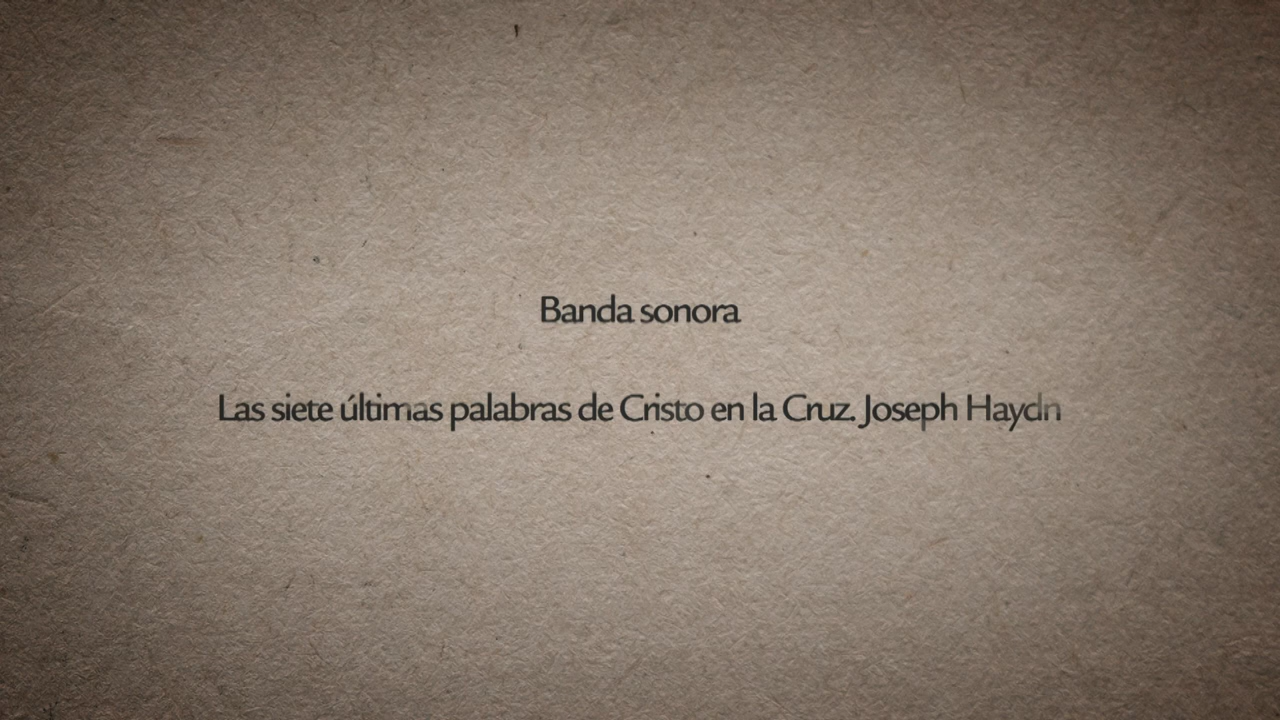 Banda sonora
Las siete últimas palabras de Cristo en la Cruz. Joseph Haydn